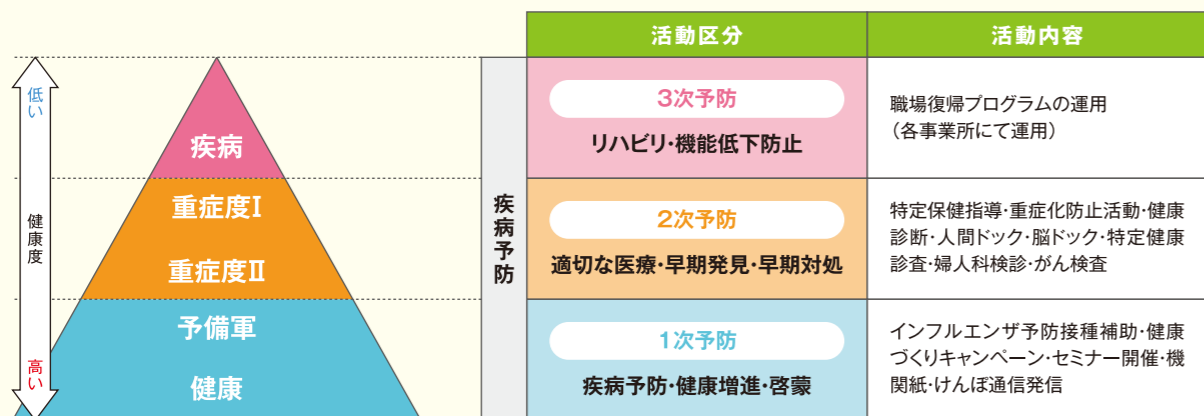 活動区分
活動内容
低い
健康度
高い
疾病
重症度Ⅰ
重症度Ⅱ
予備軍
健康
疾病予防
3次予防
リハビリ・機能低下防止
職場復帰プログラムの運用
（各事業所にて運用）
2次予防
適切な医療・早期発見・早期対処
特定保健指導・重症化防止活動・健康
診断・人間ドック・脳ドック・特定健康
診査・婦人科検診・がん検査
1次予防
疾病予防・健康増進・啓蒙
インフルエンザ予防接種補助・健康
づくりキャンペーン・セミナー開催・機
関紙・けんぽ通信発信